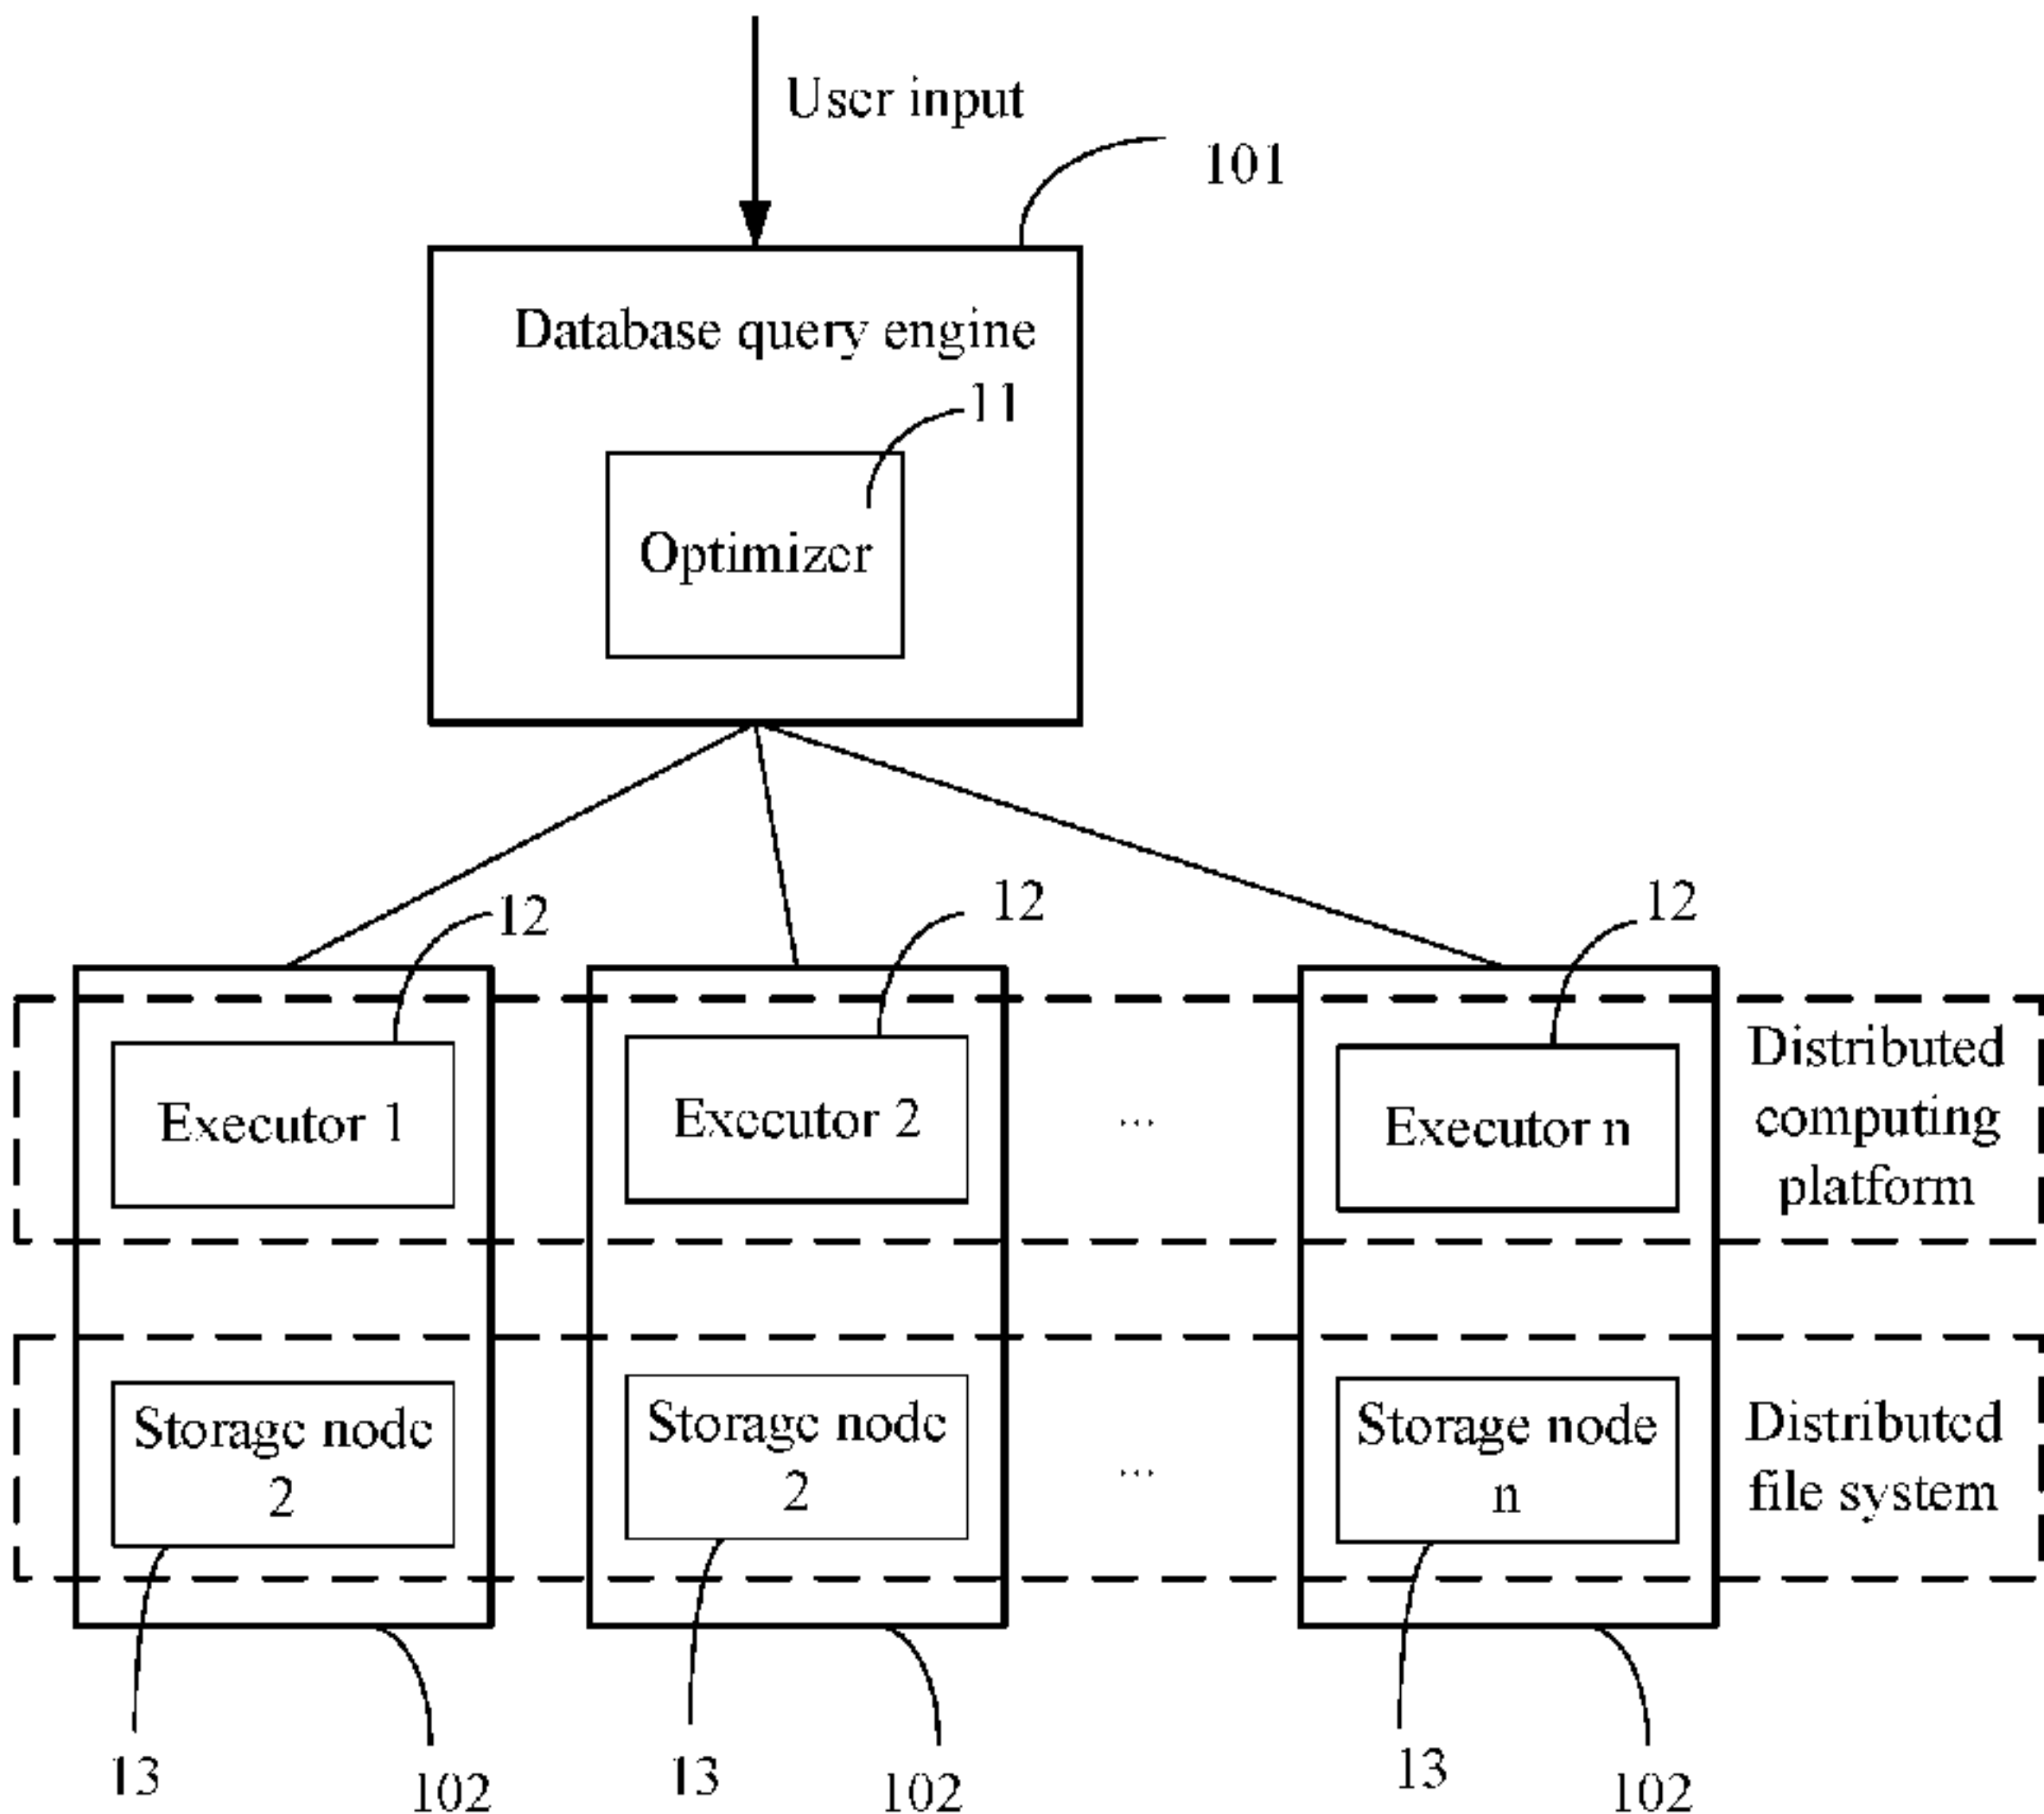 User input
101
Database query engine
11
Optimizer
12
12
12
Executor 1
Executor 2
...
Executor n
Distributed
computing
platform
Storage node
2
Storage node
2
...
Storage node
n
Distributed
file system
13
102
13
102
13
102